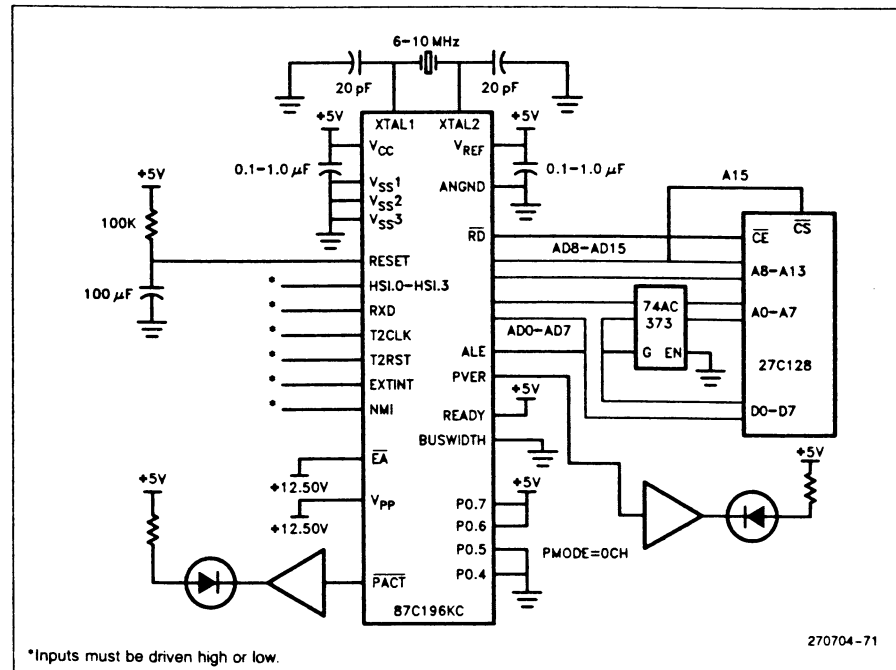 6-10 MHz
20 pF
20 pF
+5V
XTAL1
XTAL2
+5V
VCC
VREF
0.1-1.0 μF
0.1-1.0 μF
VSS1
ANGND
VSS2
VSS3
A15
+5V
100K
RD
CE
CS
AD8-AD15
RESET
A8-A13
HSI.0-HSI.3
*
100 μF
RXD
*
74AC
373
A0-A7
T2CLK
*
AD0-AD7
T2RST
*
ALE
G EN
27C128
EXTINT
*
PVER
+5V
NMI
*
READY
D0-D7
BUSWIDTH
EA
+12.50V
+5V
+5V
+5V
VPP
+12.50V
P0.7
P0.6
P0.5
PMODE=0CH
P0.4
PACT
87C196KC
*Inputs must be driven high or low.
270704-71